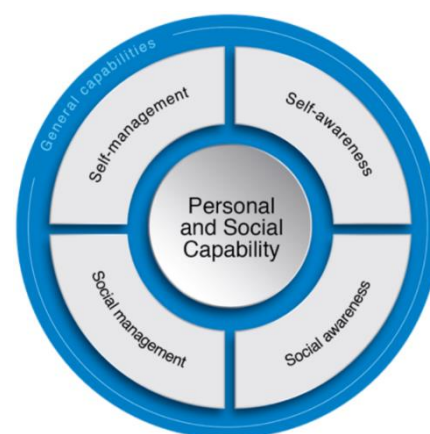 General capabilities
Self-management
Self-awareness
Personal
and Social
Capability
Social management
Social awareness